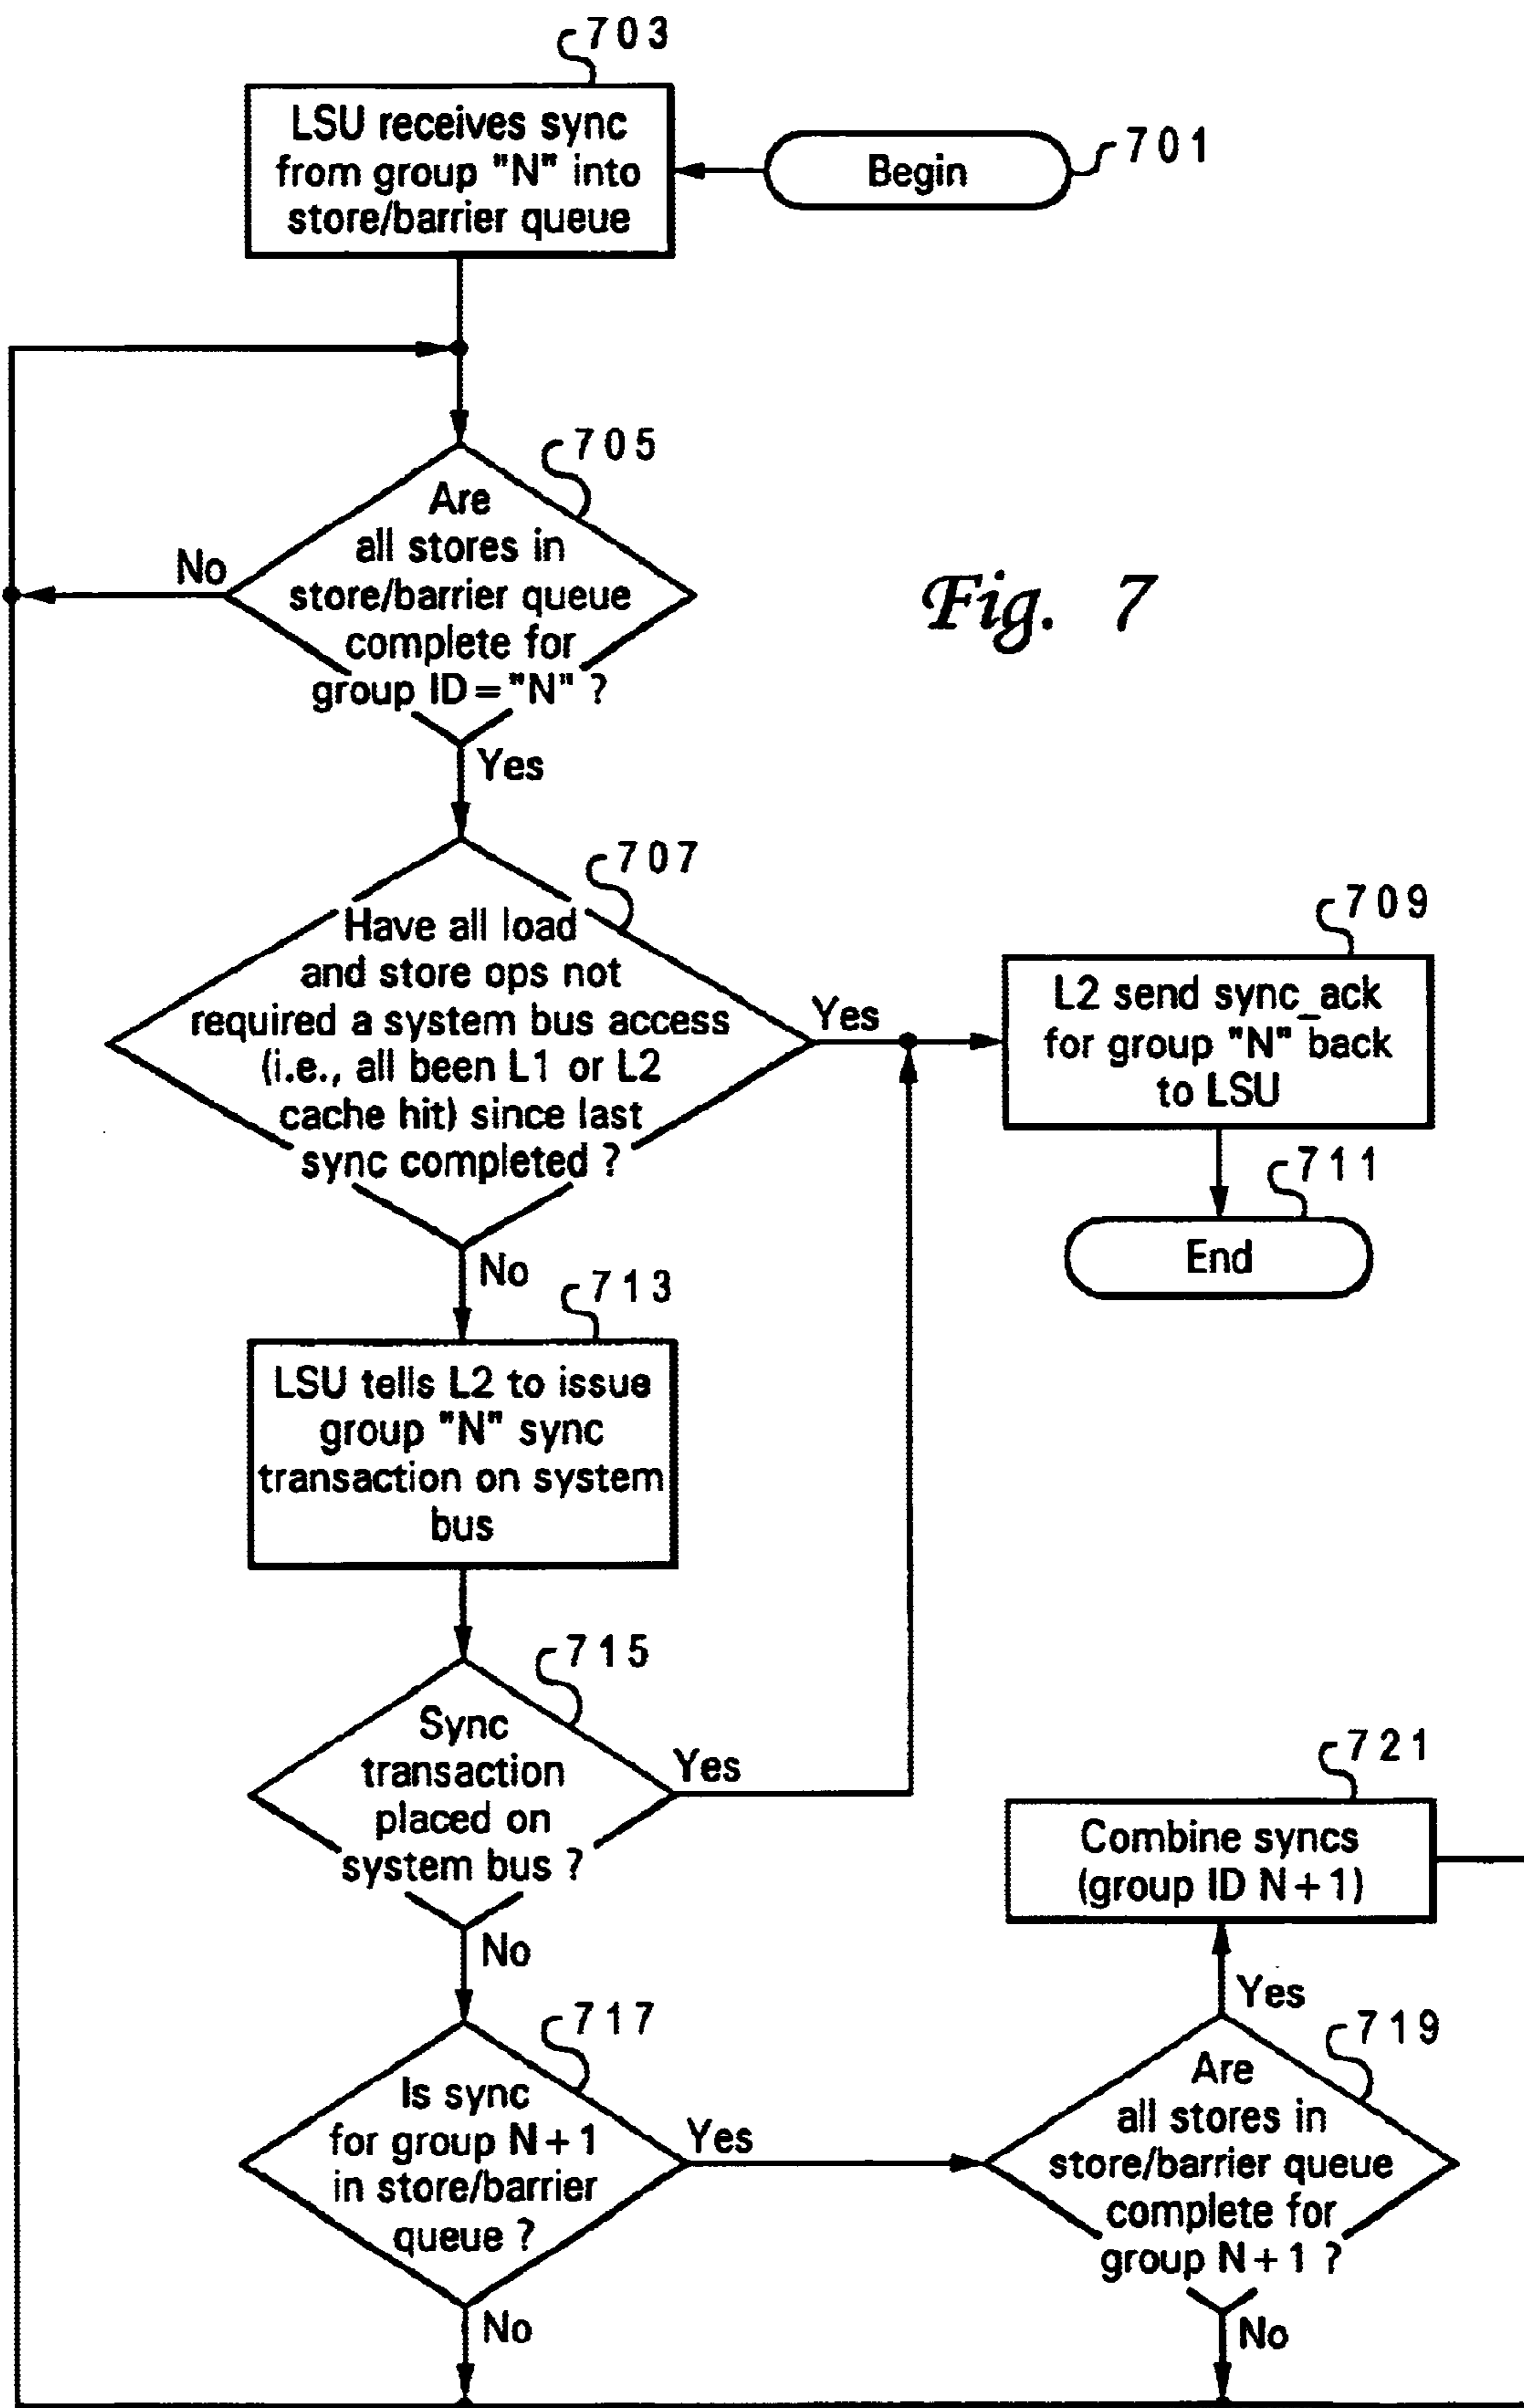 703
LSU receives sync
from group "N" into
store/barrier queue
Begin
701
705
Are
all stores in
store/barrier queue
complete for
group ID="N" ?
No
Fig. 7
Yes
707
Have all load
and store ops not
required a system bus access
(i.e., all been L1 or L2
cache hit) since last
sync completed ?
Yes
709
L2 send sync_ack
for group "N" back
to LSU
711
End
No
713
LSU tells L2 to issue
group "N" sync
transaction on system
bus
715
Sync
transaction
placed on
system bus ?
Yes
721
Combine syncs
(group ID N+1)
No
Yes
717
Is sync
for group N+1
in store/barrier
queue ?
Yes
719
Are
all stores in
store/barrier queue
complete for
group N+1 ?
No
No